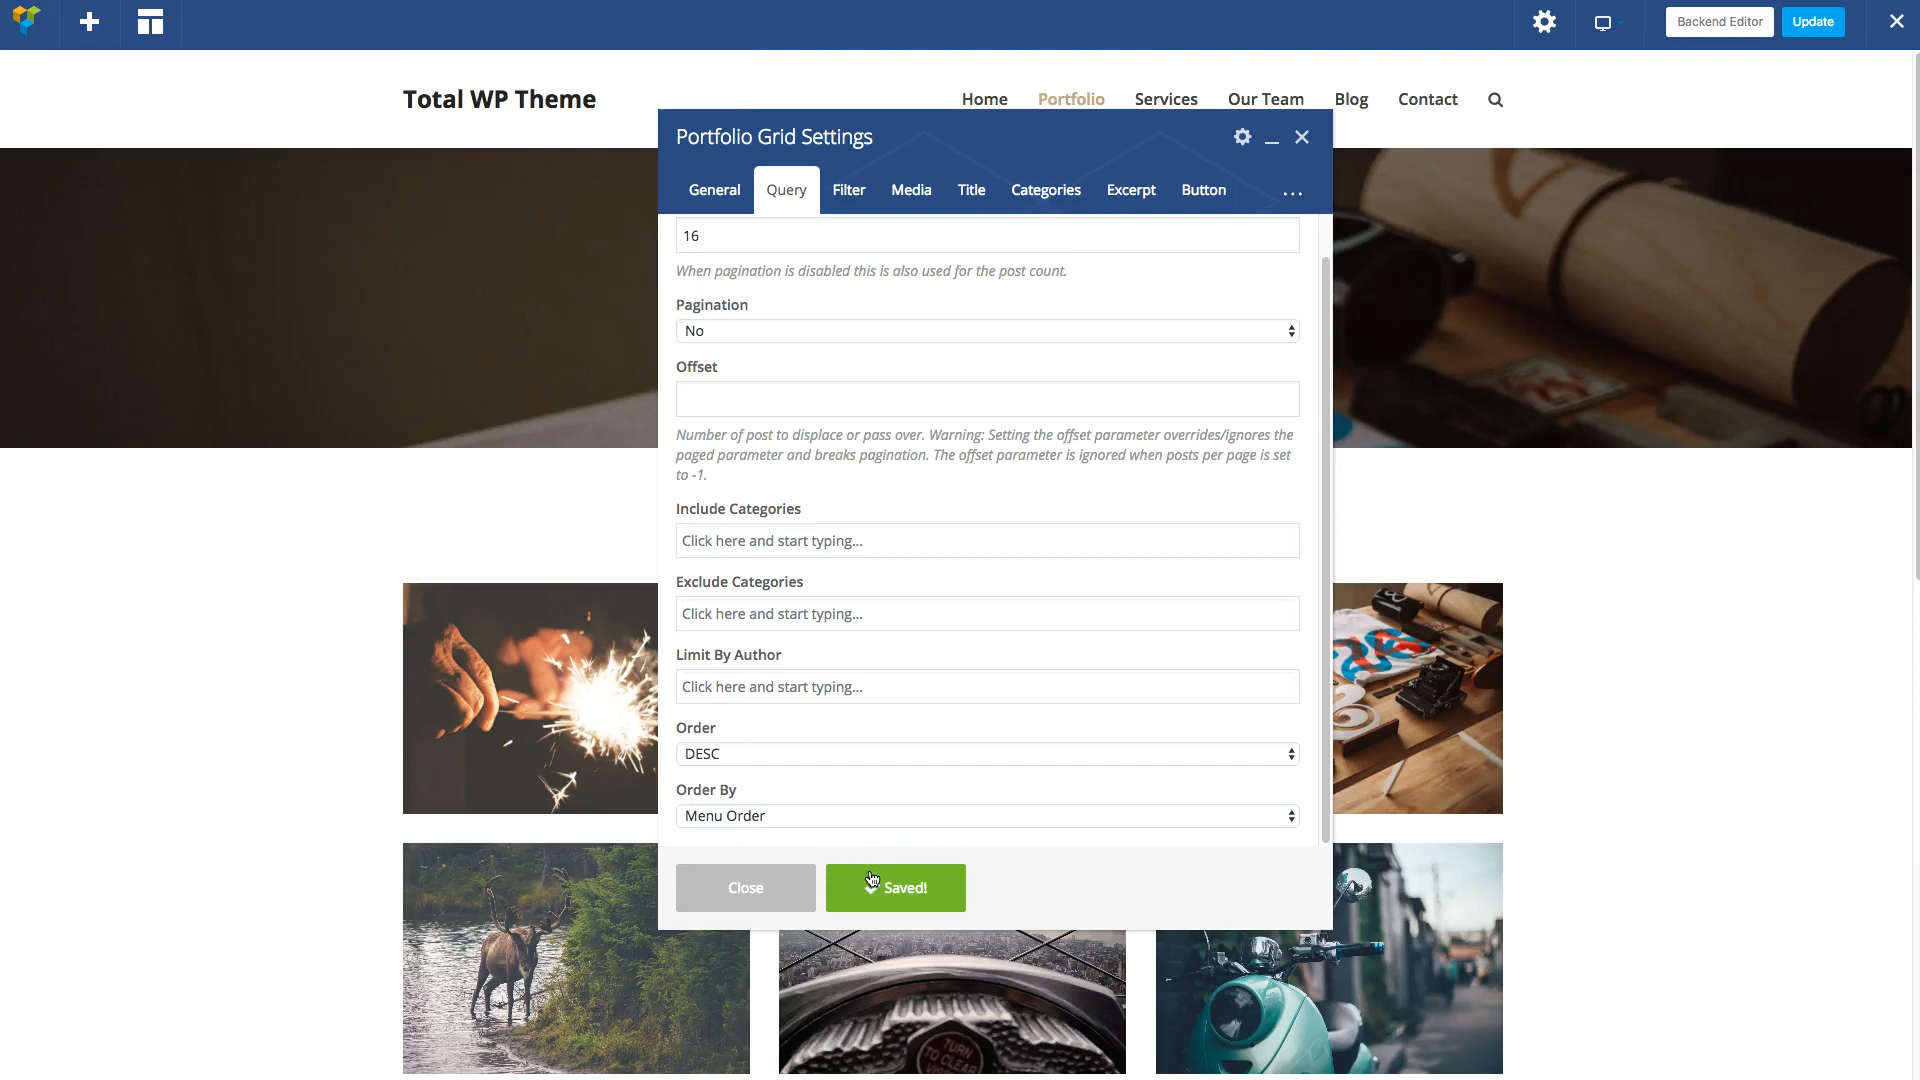 Backend Editor
Update
Total WP Theme
Home
Portfolio
Services
Our Team
Blog
Contact
Portfolio Grid Settings
General
Query
Filter
Media
Title
Categories
Excerpt
Button
...
16
When pagination is disabled this is also used for the post count.
Pagination
No
Offset
Number of post to displace or pass over. Warning: Setting the offset parameter overrides/ignores the
paged parameter and breaks pagination. The offset parameter is ignored when posts per page is set
to -1.
Include Categories
Click here and start typing...
Exclude Categories
Click here and start typing...
Limit By Author
Click here and start typing...
Order
DESC
Order By
Menu Order
Close
Saved!
TURN
TO CLEAR